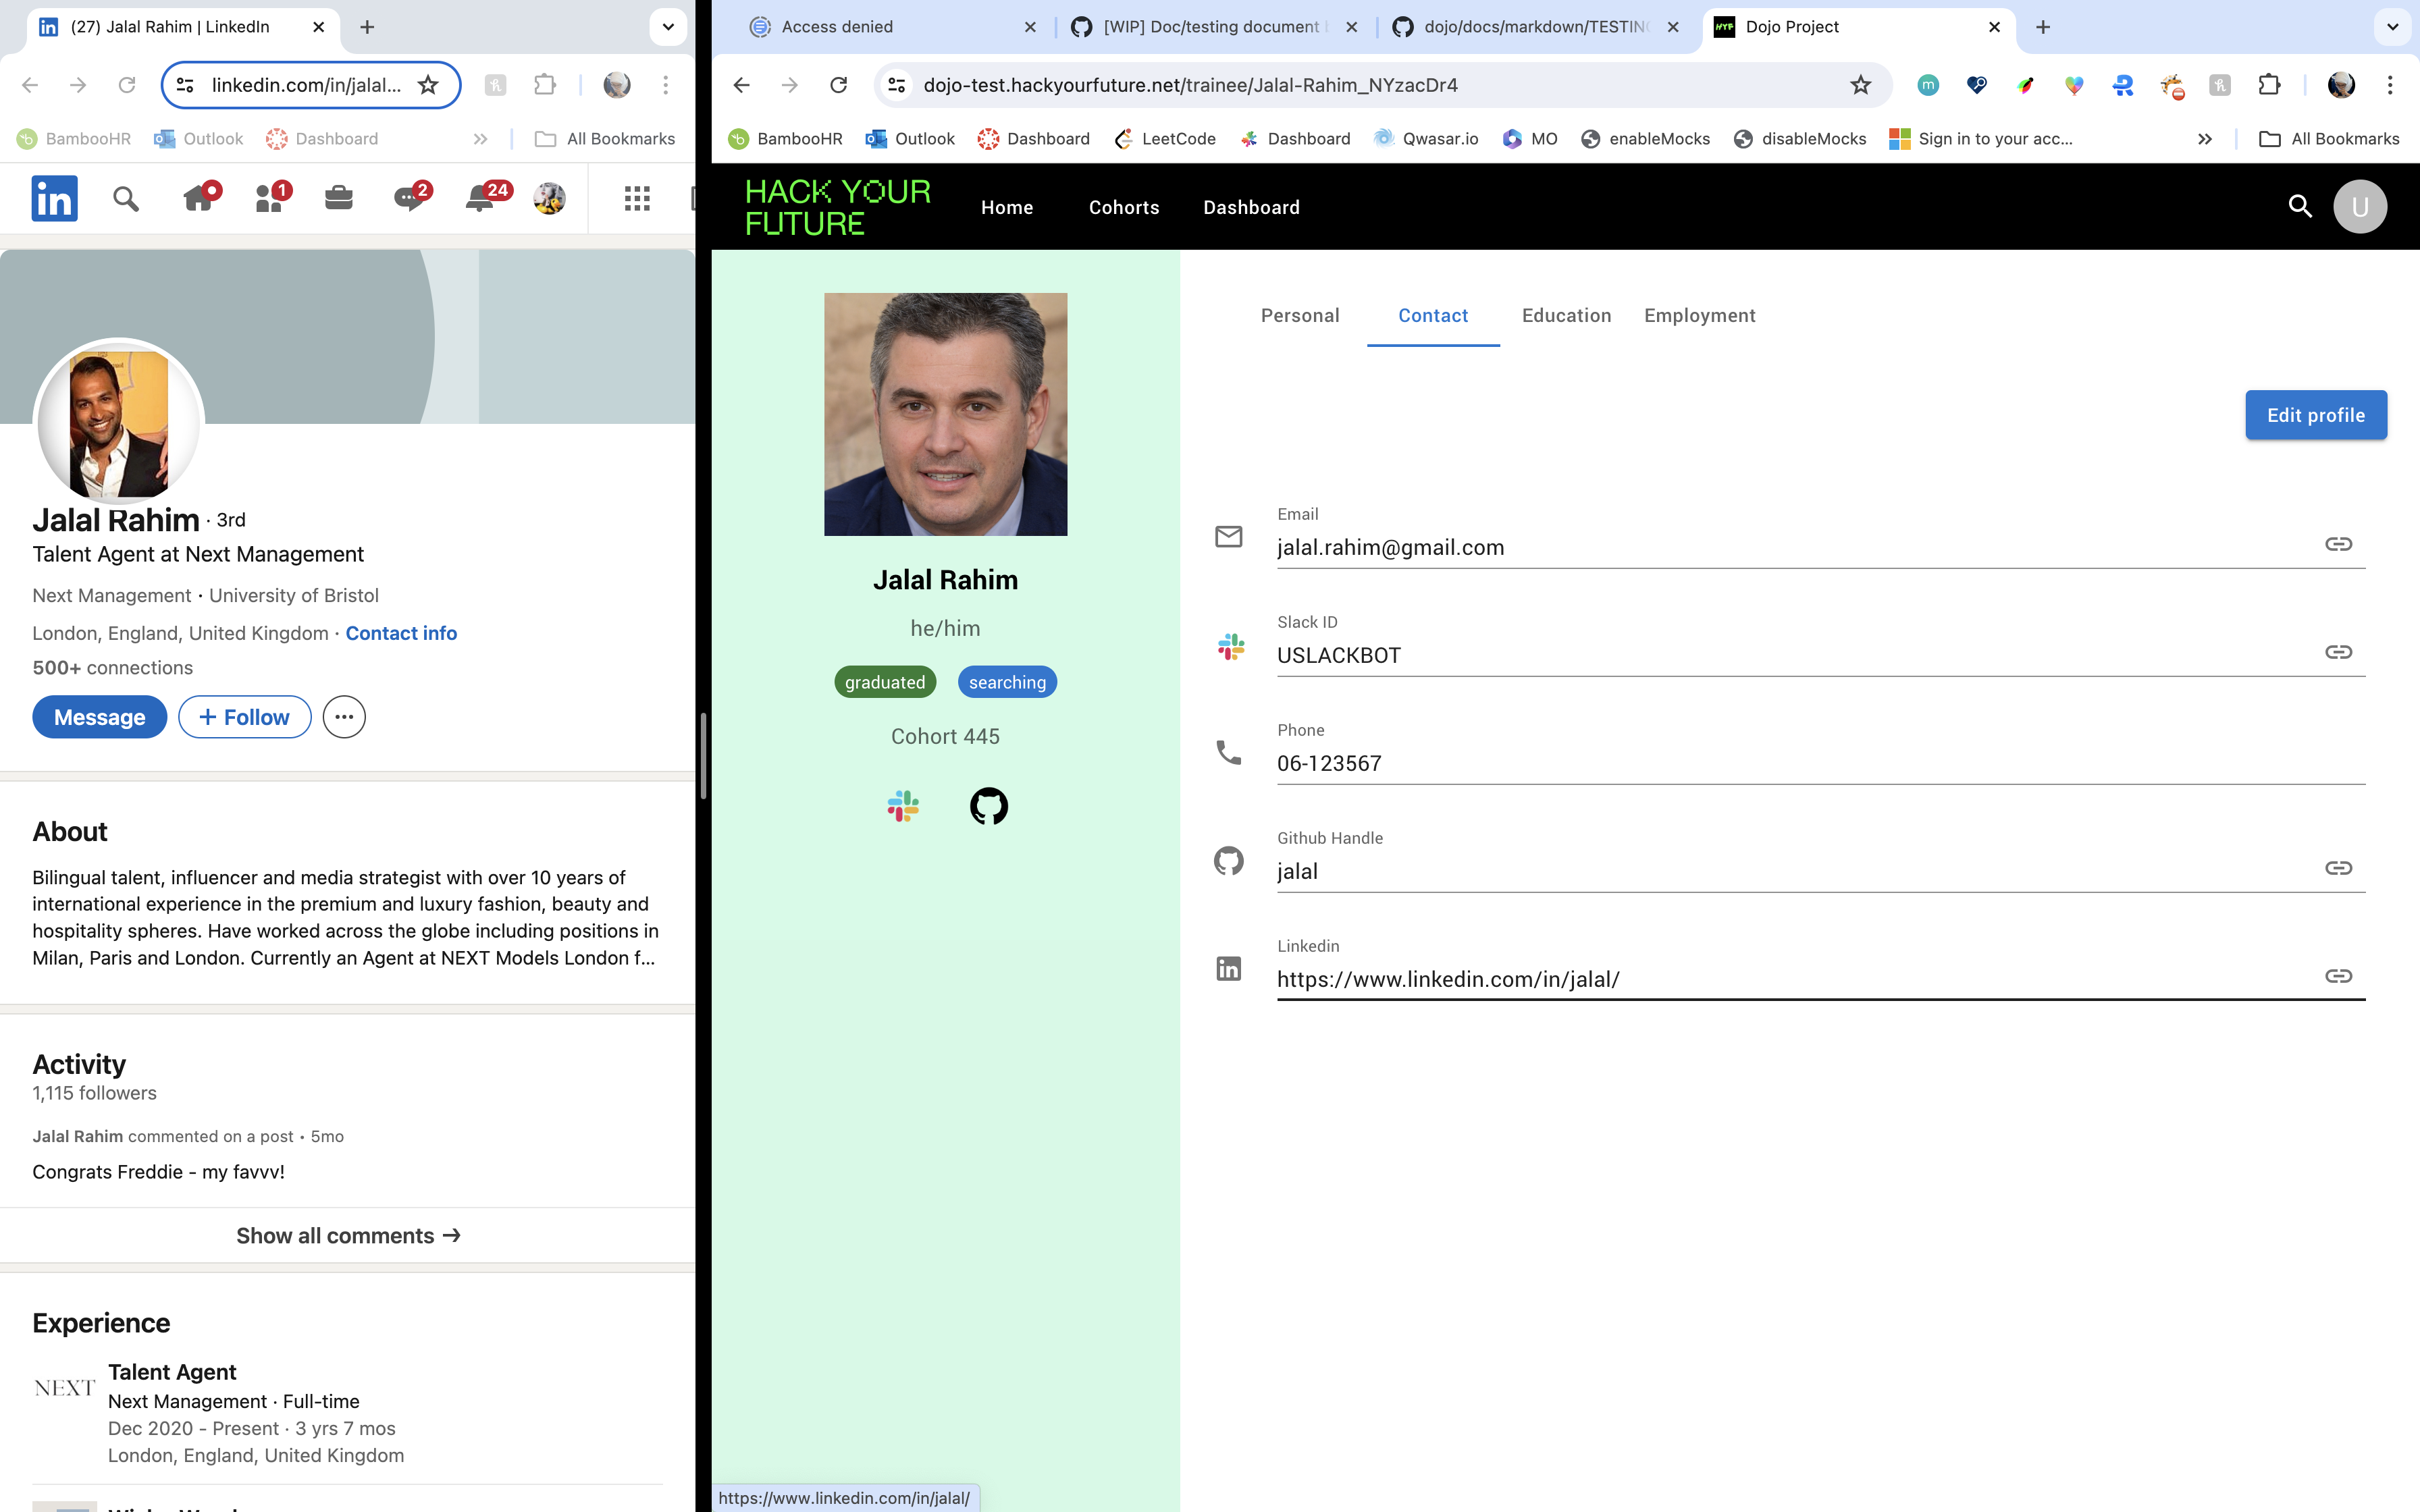 (27) Jalal Rahim | LinkedIn
linkedin.com/in/jalal...
BambooHR Outlook Dashboard All Bookmarks
in 1 2 24
Jalal Rahim · 3rd
Talent Agent at Next Management
Next Management · University of Bristol
London, England, United Kingdom · Contact info
500+ connections
Message + Follow
About
Bilingual talent, influencer and media strategist with over 10 years of
international experience in the premium and luxury fashion, beauty and
hospitality spheres. Have worked across the globe including positions in
Milan, Paris and London. Currently an Agent at NEXT Models London f...
Activity
1,115 followers
Jalal Rahim commented on a post • 5mo
Congrats Freddie - my favvv!
Show all comments →
Experience
NEXT
Talent Agent
Next Management · Full-time
Dec 2020 - Present · 3 yrs 7 mos
London, England, United Kingdom
Access denied
[WIP] Doc/testing document
dojo/docs/markdown/TESTING
HYF Dojo Project
dojo-test.hackyourfuture.net/trainee/Jalal-Rahim_NYzacDr4
BambooHR Outlook Dashboard LeetCode Dashboard Qwasar.io MO enableMocks disableMocks Sign in to your acc... All Bookmarks
HACK YOUR
FUTURE
Home Cohorts Dashboard
U
Jalal Rahim
he/him
graduated searching
Cohort 445
Personal Contact Education Employment
Edit profile
Email
jalal.rahim@gmail.com
Slack ID
USLACKBOT
Phone
06-123567
Github Handle
jalal
Linkedin
https://www.linkedin.com/in/jalal/
https://www.linkedin.com/in/jalal/